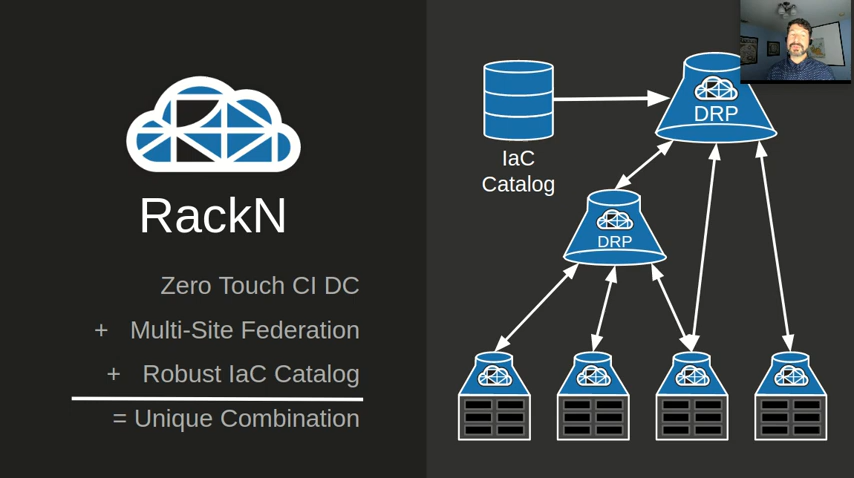 RackN
Zero Touch CI DC
+ Multi-Site Federation
+ Robust IaC Catalog
= Unique Combination
IaC
Catalog
DRP
DRP